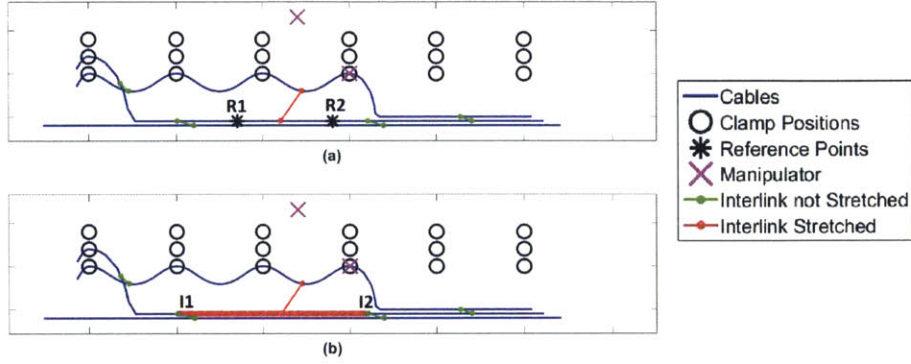 R1 R2
(a)
I1 I2
(b)
Cables
Clamp Positions
Reference Points
Manipulator
Interlink not Stretched
Interlink Stretched